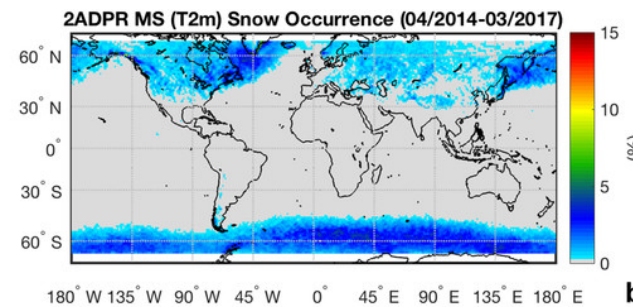 2ADPR MS (T2m) Snow Occurrence (04/2014-03/2017)
60° N
30° N
0°
30° S
60° S
180° W 135° W 90° W 45° W 0° 45° E 90° E 135° E 180° E
15
10
5
0
(%)
b